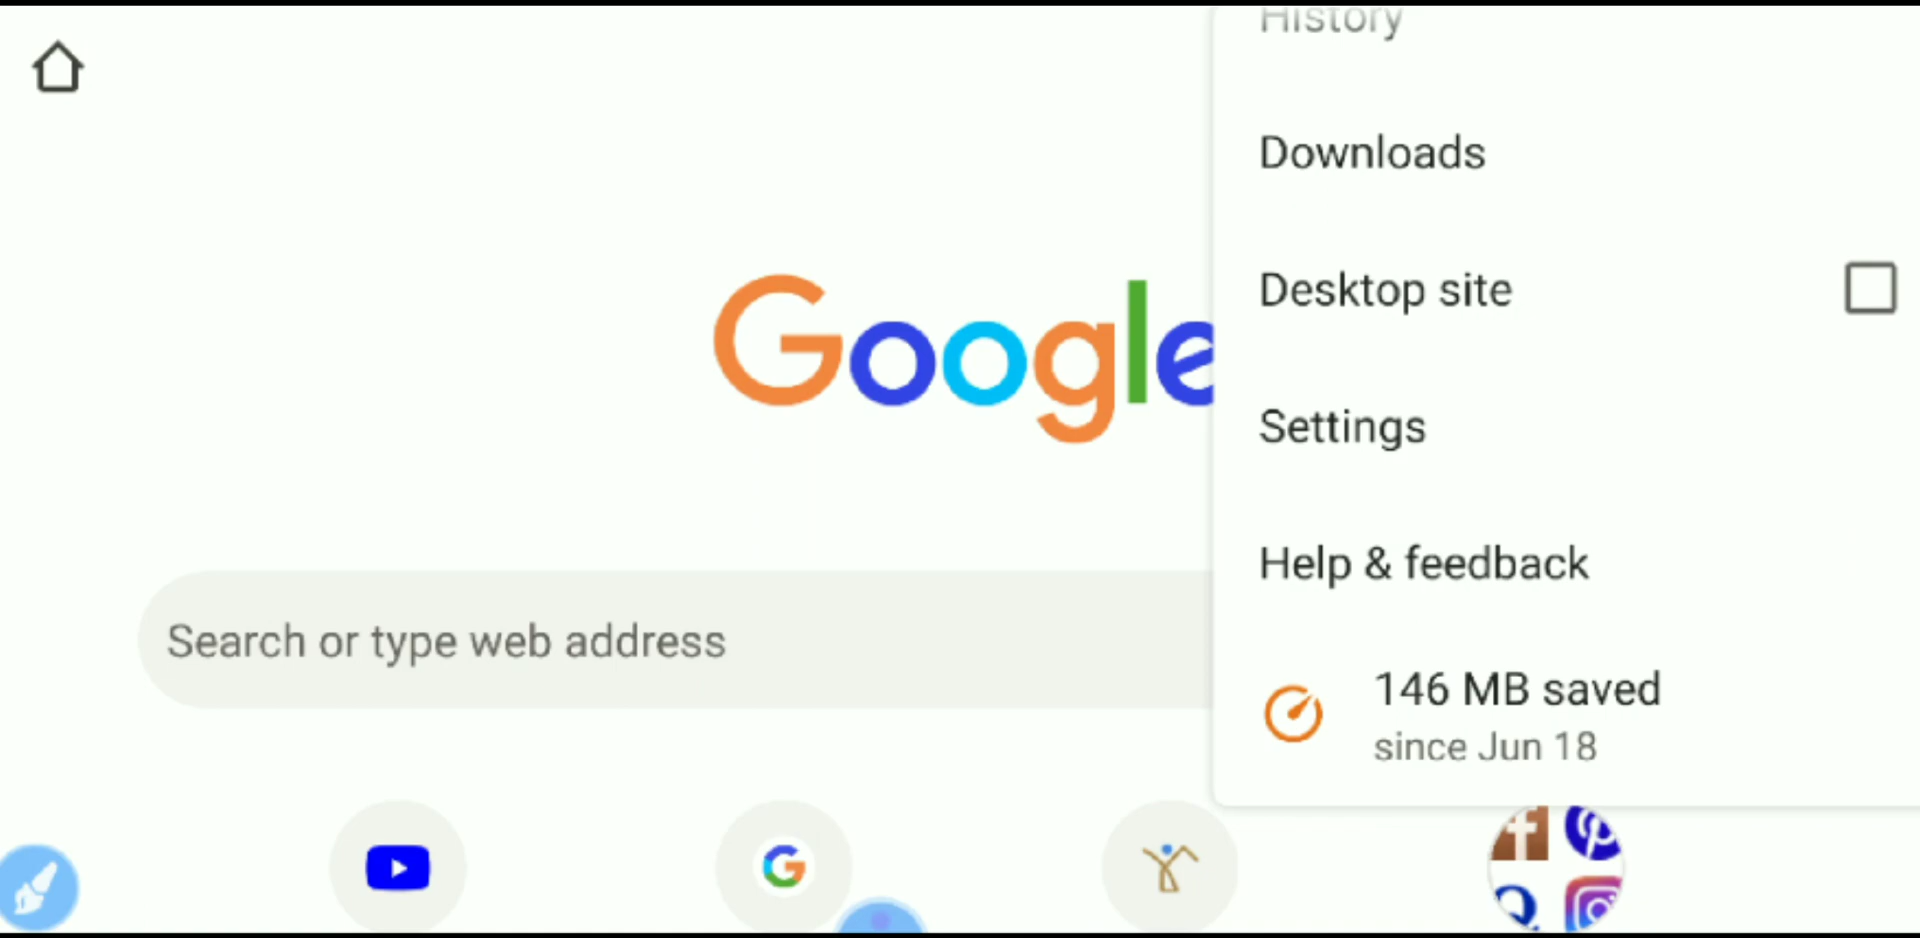 History
Downloads
Desktop site
Google
Settings
Help & feedback
Search or type web address
146 MB saved
since Jun 18